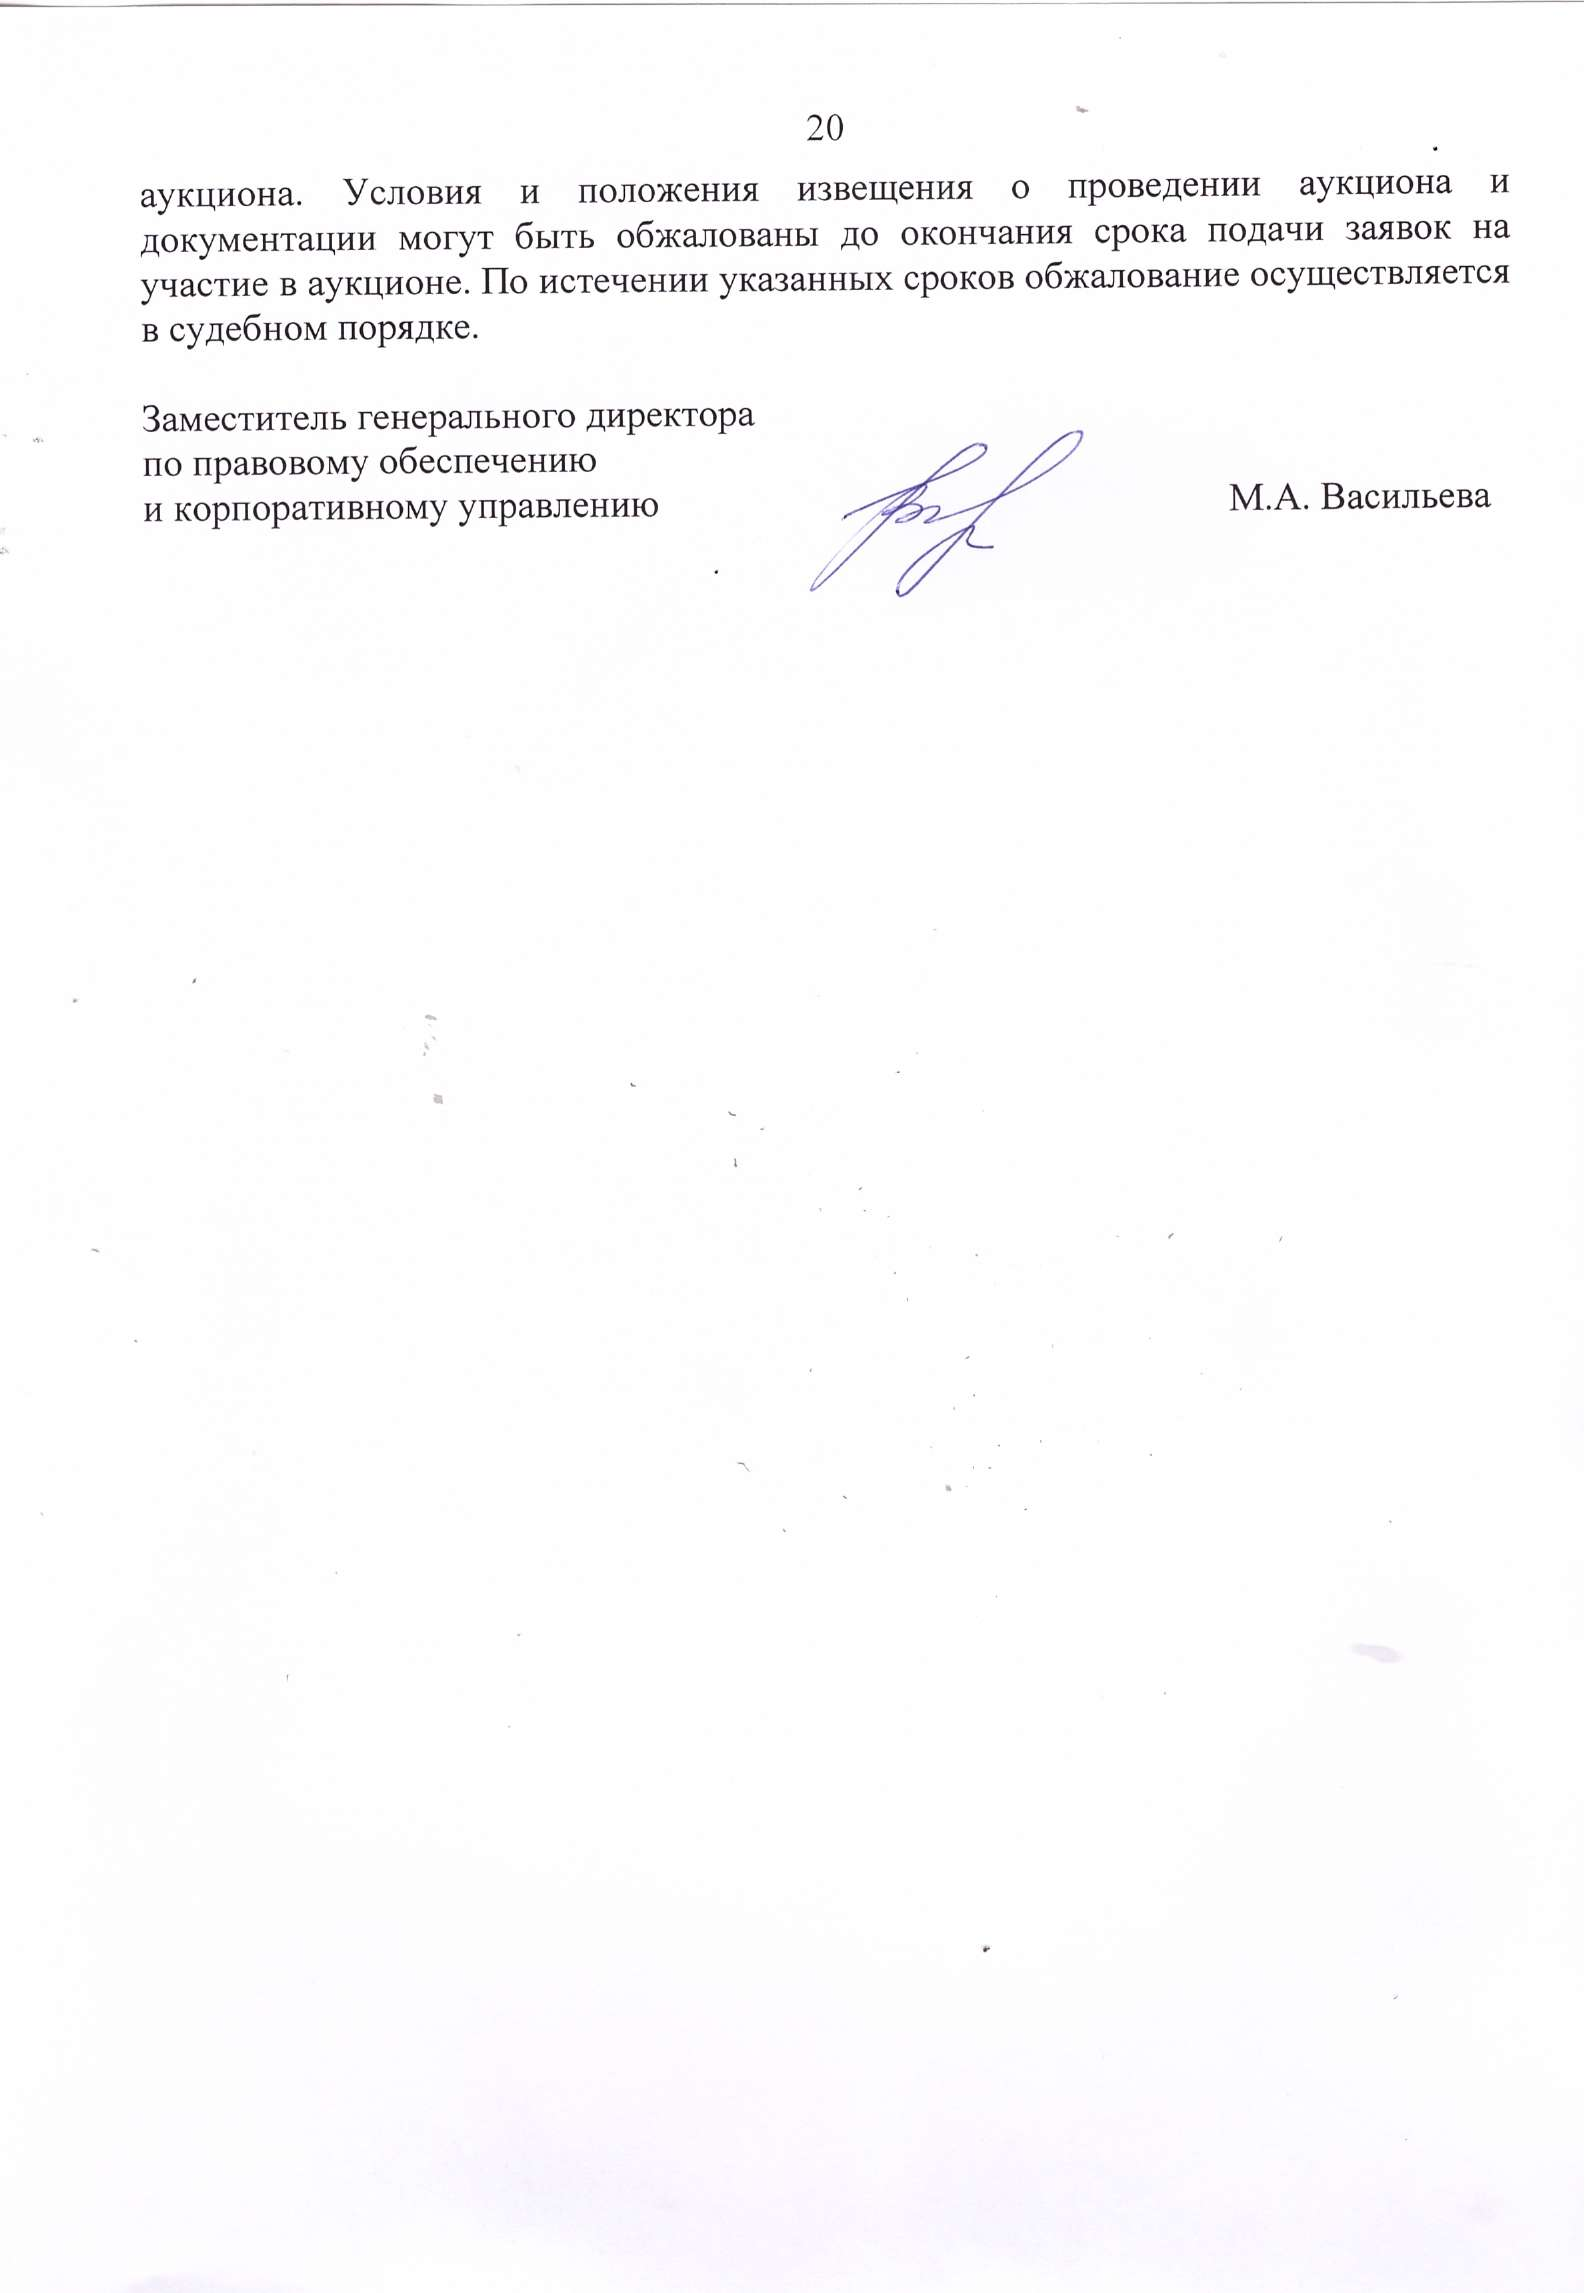 20
аукциона. Условия и положения извещения о проведении аукциона и
документации могут быть обжалованы до окончания срока подачи заявок на
участие в аукционе. По истечении указанных сроков обжалование осуществляется
в судебном порядке.
Заместитель генерального директора
по правовому обеспечению
и корпоративному управлению
М.А. Васильева